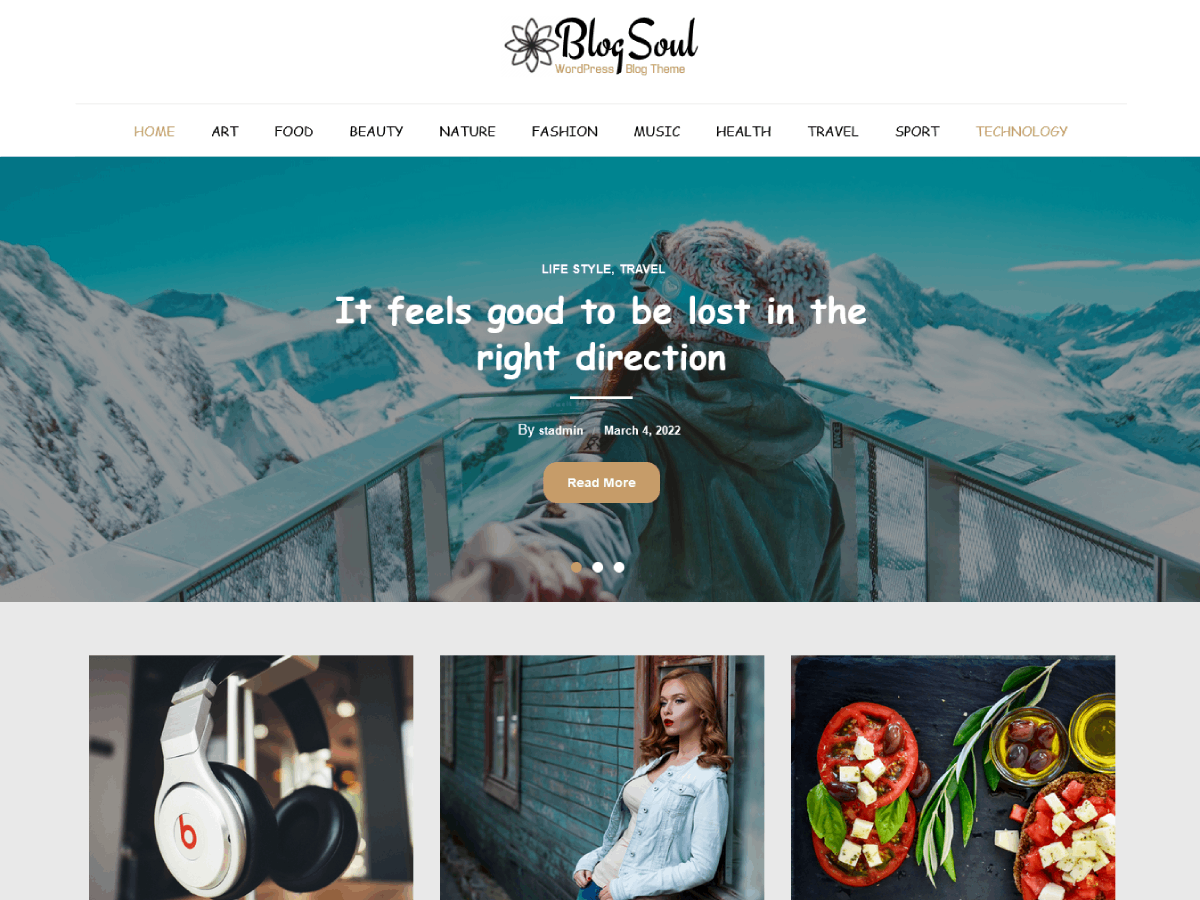 BlogSoul
WordPress Blog Theme
HOME ART FOOD BEAUTY NATURE FASHION MUSIC HEALTH TRAVEL SPORT TECHNOLOGY
LIFE STYLE, TRAVEL
It feels good to be lost in the
right direction
By stadmin / March 4, 2022
Read More
b